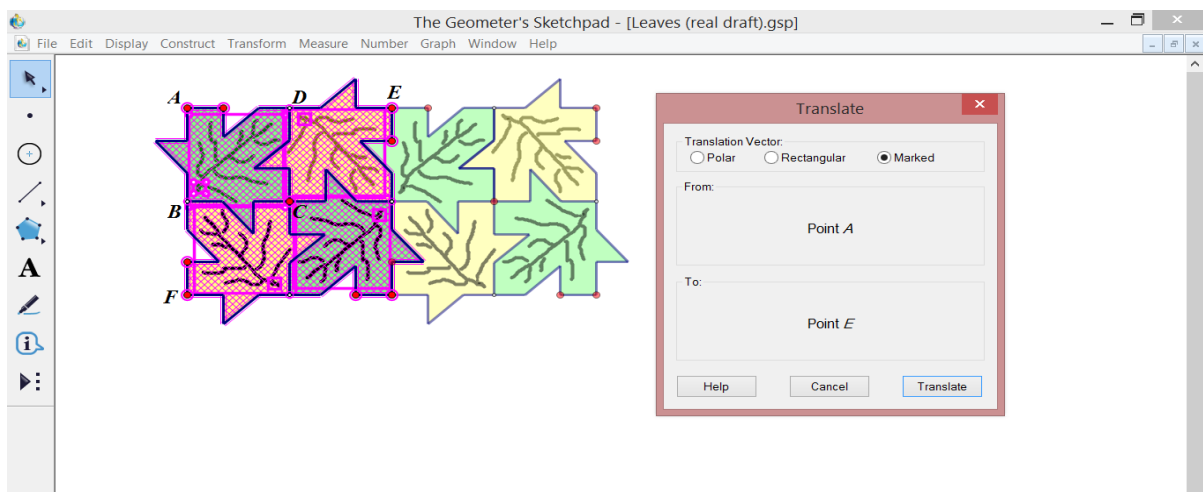 The Geometer's Sketchpad - [Leaves (real draft).gsp]
File Edit Display Construct Transform Measure Number Graph Window Help
A D E
B C
F
A
Translate
Translation Vector:
Polar Rectangular Marked
From:
Point A
To:
Point E
Help Cancel Translate